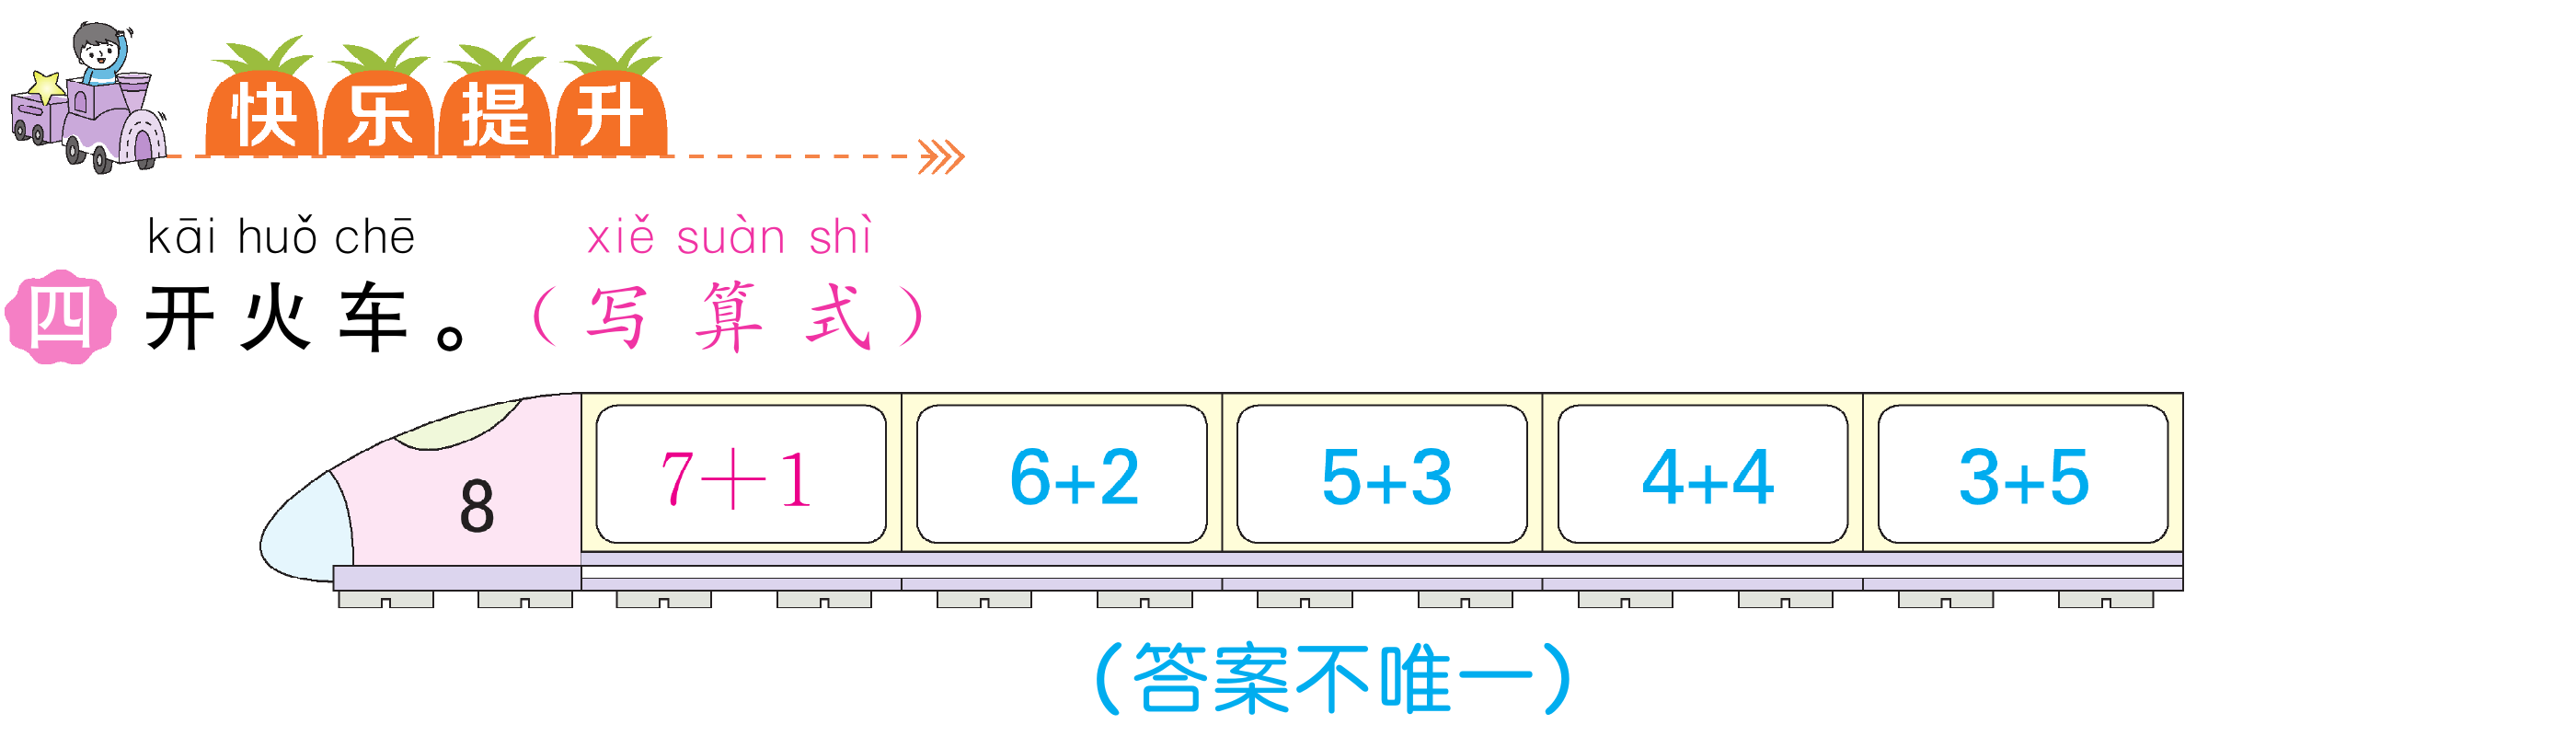 快乐提升
kāi huǒ chē xiě suàn shì
四 开火车。（写算式）
8 7+1 6+2 5+3 4+4 3+5
（答案不唯一）